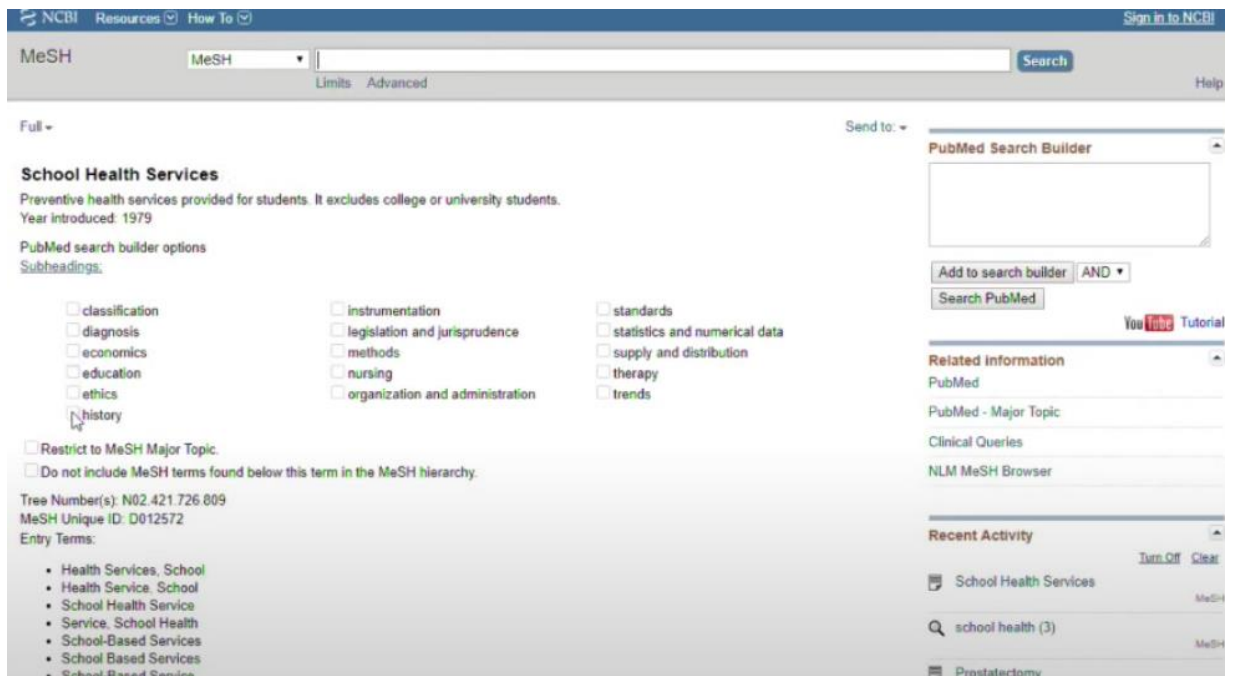 NCBI Resources How To Sign in to NCBI
MeSH MeSH Search
Limits Advanced Help
Full Send to:
School Health Services
Preventive health services provided for students. It excludes college or university students.
Year introduced: 1979
PubMed search builder options
Subheadings:
classification instrumentation standards
diagnosis legislation and jurisprudence statistics and numerical data
economics methods supply and distribution
education nursing therapy
ethics organization and administration trends
history
Restrict to MeSH Major Topic.
Do not include MeSH terms found below this term in the MeSH hierarchy.
Tree Number(s): N02.421.726.809
MeSH Unique ID: D012572
Entry Terms:
• Health Services, School
• Health Service, School
• School Health Service
• Service, School Health
• School-Based Services
• School Based Services
• School-Based Service
PubMed Search Builder
Add to search builder AND
Search PubMed
YouTube Tutorial
Related information
PubMed
PubMed - Major Topic
Clinical Queries
NLM MeSH Browser
Recent Activity
Turn Off Clear
School Health Services
MeSH
school health (3)
MeSH
Prostatectomy